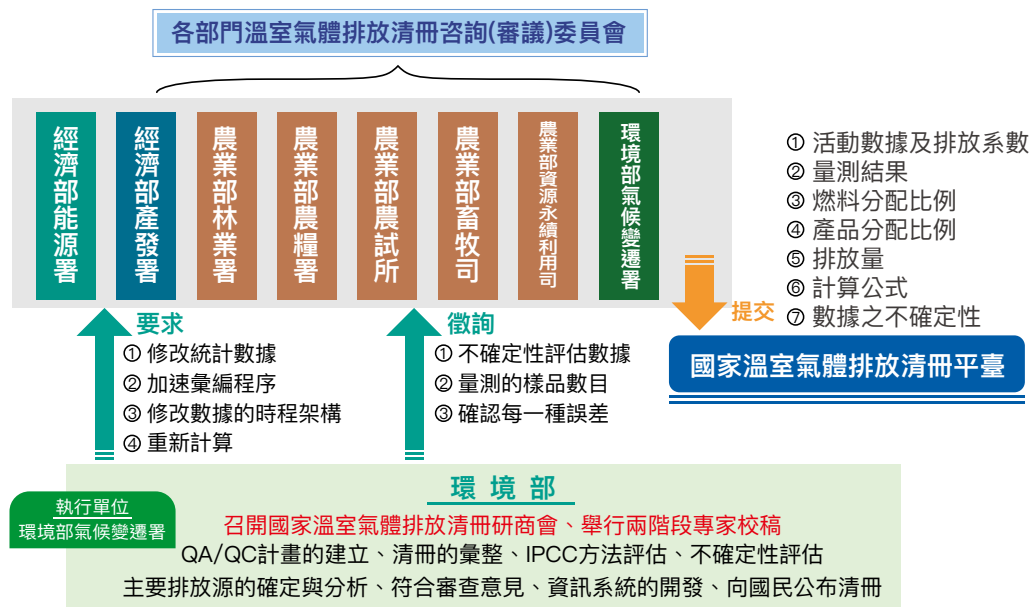 各部門溫室氣體排放清冊咨詢(審議)委員會
經濟部能源署
經濟部產發署
農業部林業署
農業部農糧署
農業部農試所
農業部畜牧司
農業部資源永續利用司
環境部氣候變遷署
① 活動數據及排放系數
② 量測結果
③ 燃料分配比例
④ 產品分配比例
⑤ 排放量
⑥ 計算公式
⑦ 數據之不確定性
提交
國家溫室氣體排放清冊平臺
要求
① 修改統計數據
② 加速彙編程序
③ 修改數據的時程架構
④ 重新計算
徵詢
① 不確定性評估數據
② 量測的樣品數目
③ 確認每一種誤差
執行單位
環境部氣候變遷署
環境部
召開國家溫室氣體排放清冊研商會、舉行兩階段專家校稿
QA/QC計畫的建立、清冊的彙整、IPCC方法評估、不確定性評估
主要排放源的確定與分析、符合審查意見、資訊系統的開發、向國民公布清冊